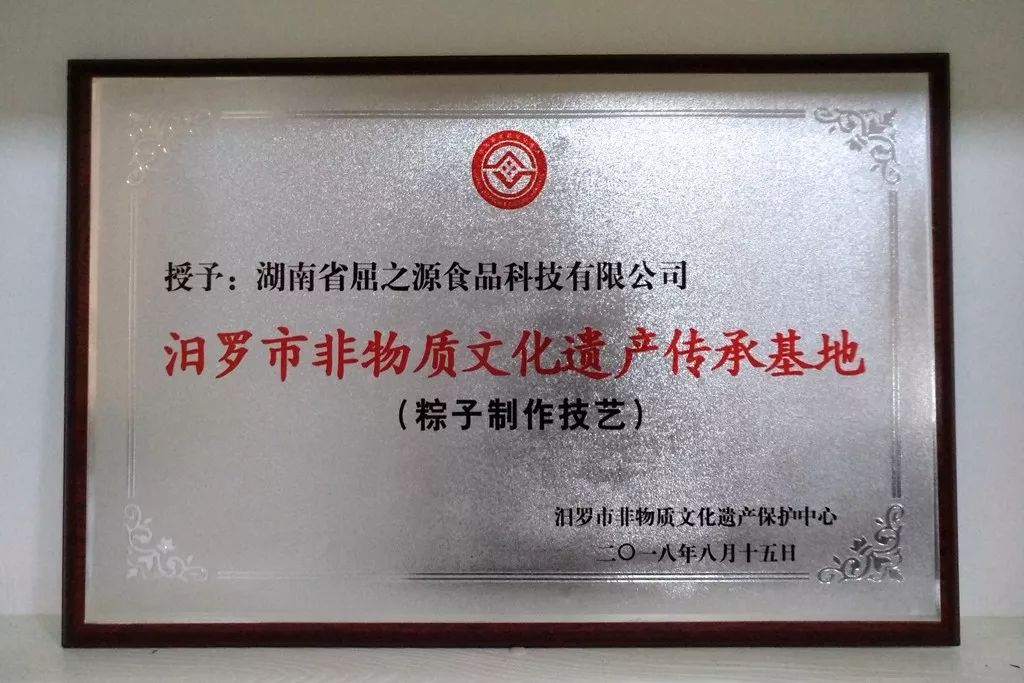 授予：湖南省屈之源食品科技有限公司
汨罗市非物质文化遗产传承基地
（粽子制作技艺）
汨罗市非物质文化遗产保护中心
二〇一八年八月十五日